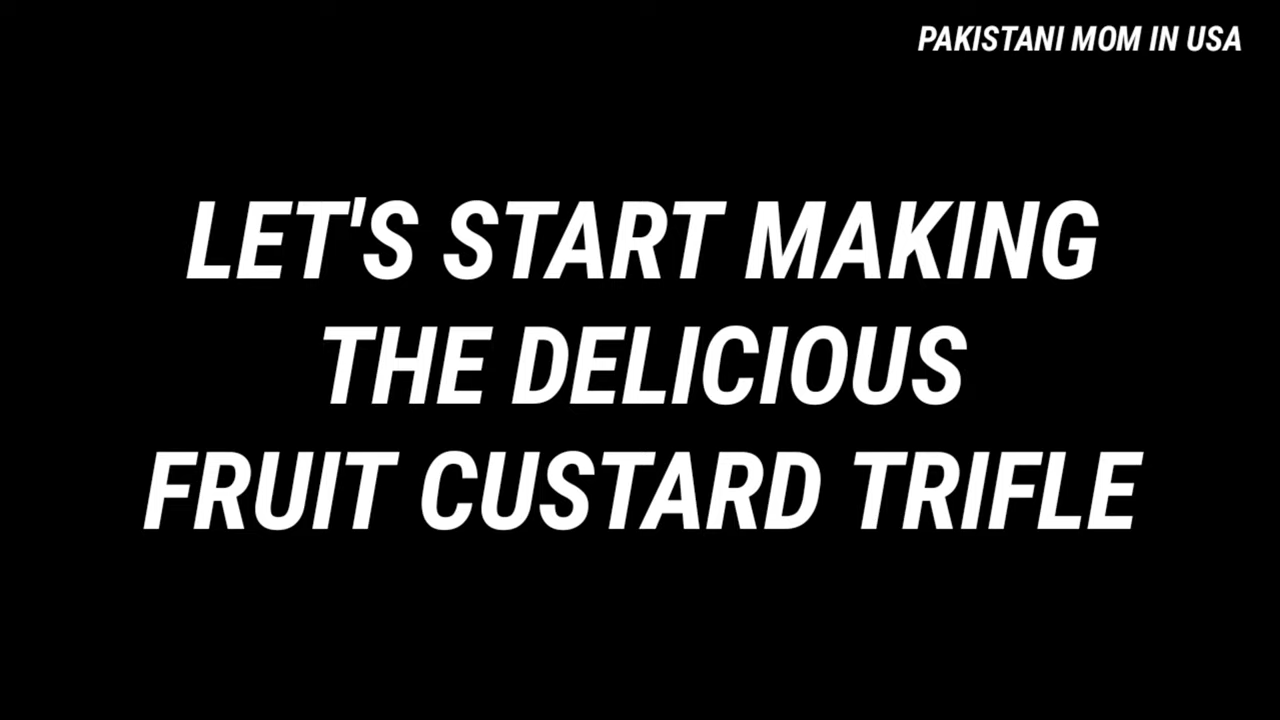 PAKISTANI MOM IN USA
LET'S START MAKING
THE DELICIOUS
FRUIT CUSTARD TRIFLE